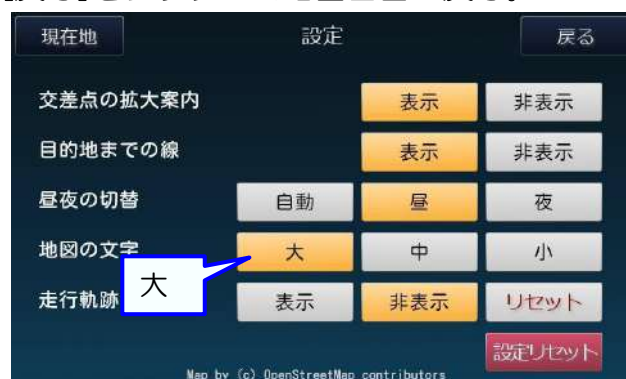 現在地 設定 戻る
交差点の拡大案内 表示 非表示
目的地までの線 表示 非表示
昼夜の切替 自動 昼 夜
地図の文字 大 中 小
大
走行軌跡 表示 非表示 リセット
設定リセット
Map by (c) OpenStreetMap contributors